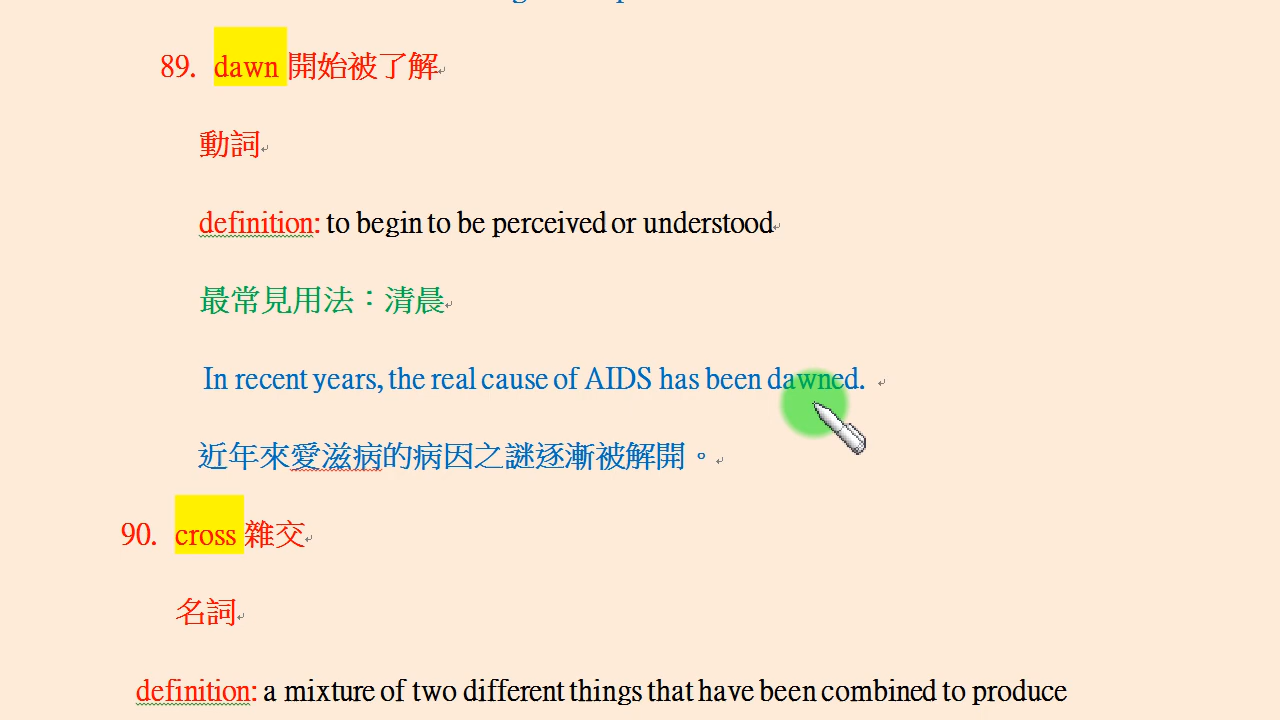 89. dawn 開始被了解
動詞
definition: to begin to be perceived or understood
最常見用法：清晨
In recent years, the real cause of AIDS has been dawned.
近年來愛滋病的病因之謎逐漸被解開。
90. cross 雜交
名詞
definition: a mixture of two different things that have been combined to produce